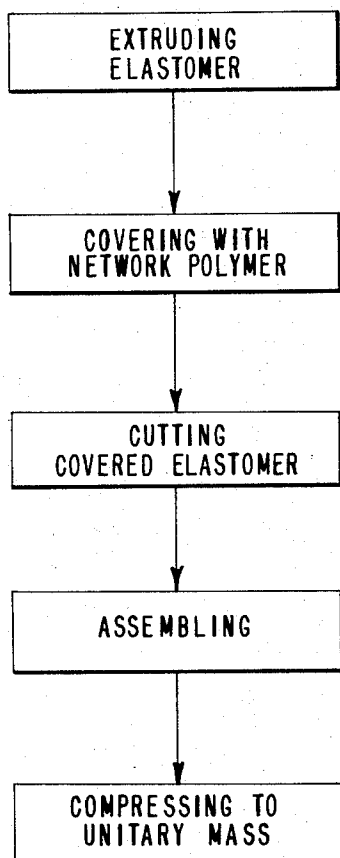 EXTRUDING
ELASTOMER
COVERING WITH
NETWORK POLYMER
CUTTING
COVERED ELASTOMER
ASSEMBLING
COMPRESSING TO
UNITARY MASS